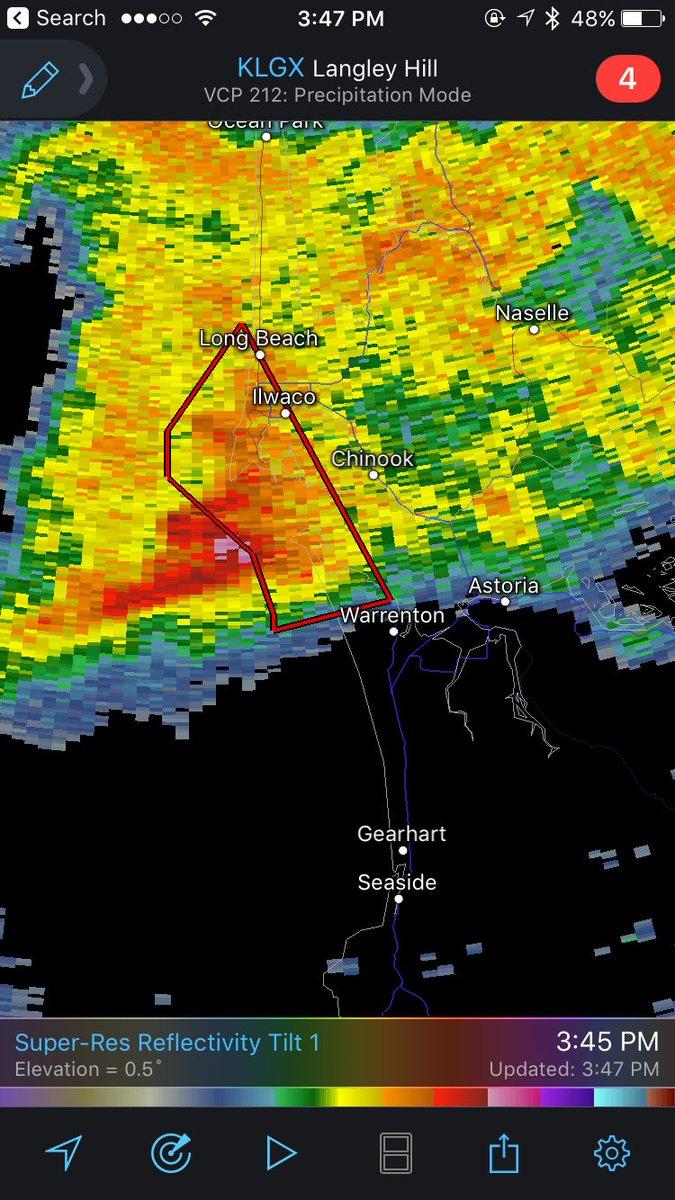 Search 3:47 PM 48%
KLGX Langley Hill
VCP 212: Precipitation Mode
4
Ocean Park
Naselle
Long Beach
Ilwaco
Chinook
Astoria
Warrenton
Gearhart
Seaside
Super-Res Reflectivity Tilt 1 3:45 PM
Elevation = 0.5° Updated: 3:47 PM